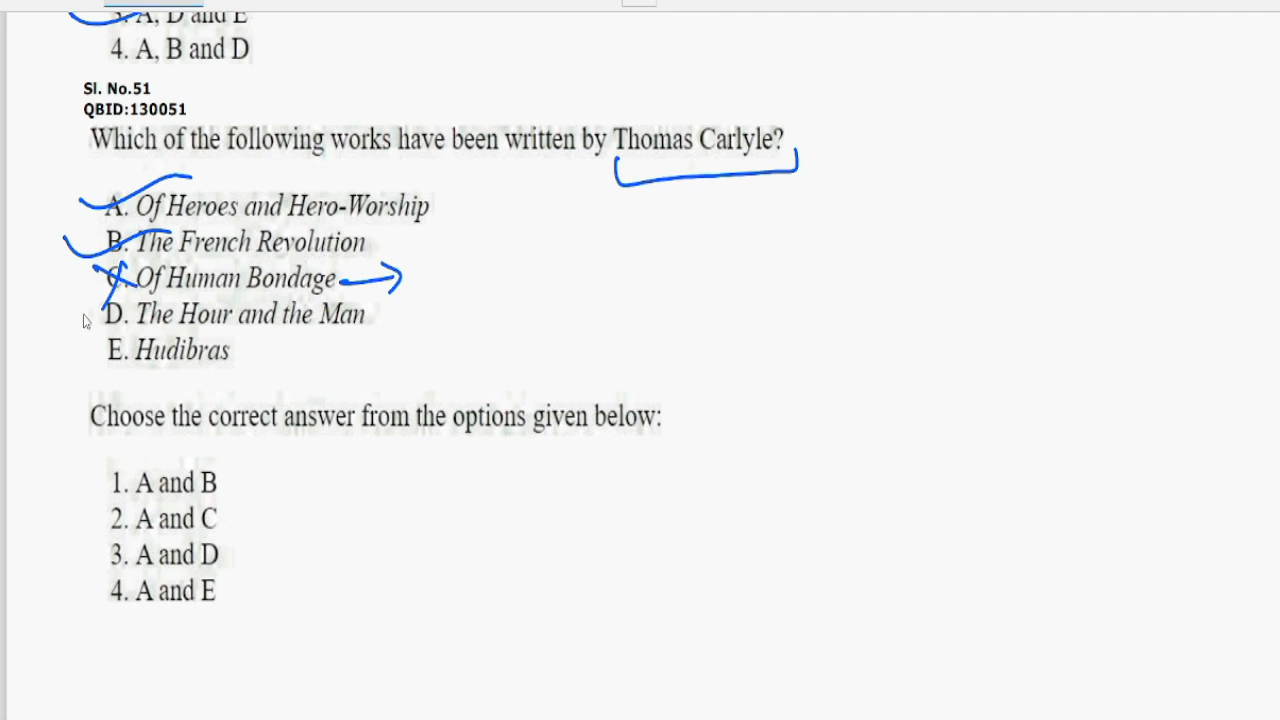 3. A, D and E
4. A, B and D
Sl. No.51
QBID:130051
Which of the following works have been written by Thomas Carlyle?
A. Of Heroes and Hero-Worship
B. The French Revolution
C. Of Human Bondage
D. The Hour and the Man
E. Hudibras
Choose the correct answer from the options given below:
1. A and B
2. A and C
3. A and D
4. A and E